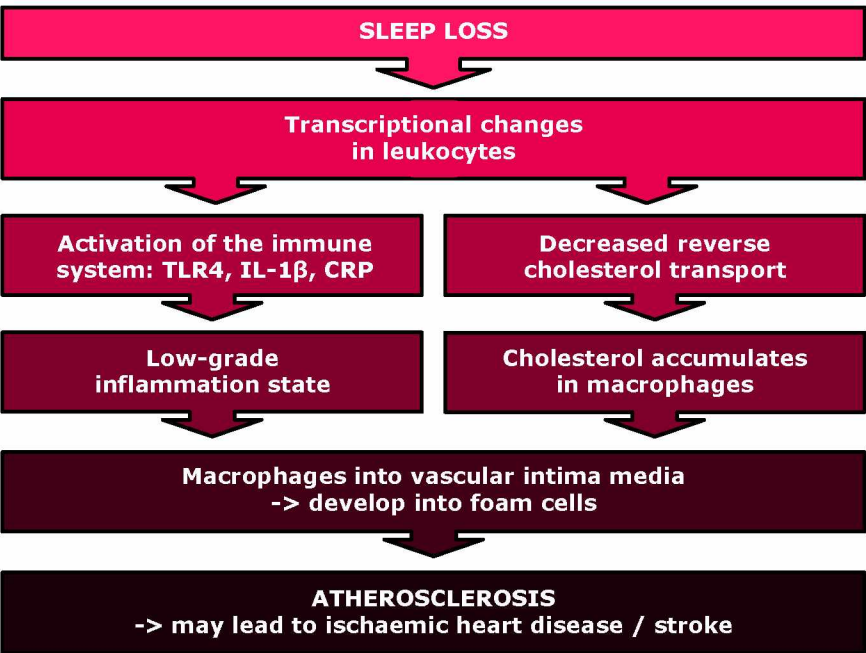 SLEEP LOSS
Transcriptional changes
in leukocytes
Activation of the immune
system: TLR4, IL-1β, CRP
Decreased reverse
cholesterol transport
Low-grade
inflammation state
Cholesterol accumulates
in macrophages
Macrophages into vascular intima media
-> develop into foam cells
ATHEROSCLEROSIS
-> may lead to ischaemic heart disease / stroke